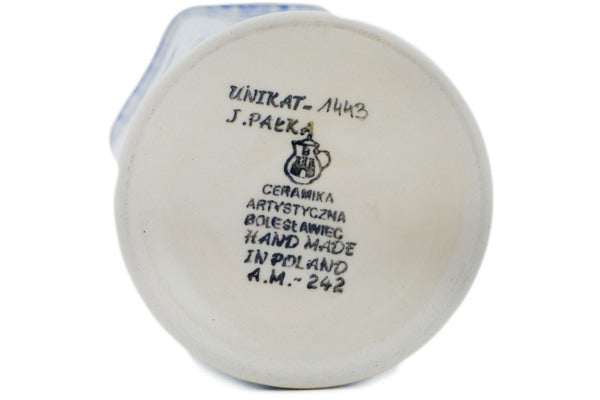 UNIKAT-1443
J.PAŁKA
CERAMIKA
ARTYSTYCZNA
BOLESŁAWIEC
HAND MADE
IN POLAND
A.M.-242